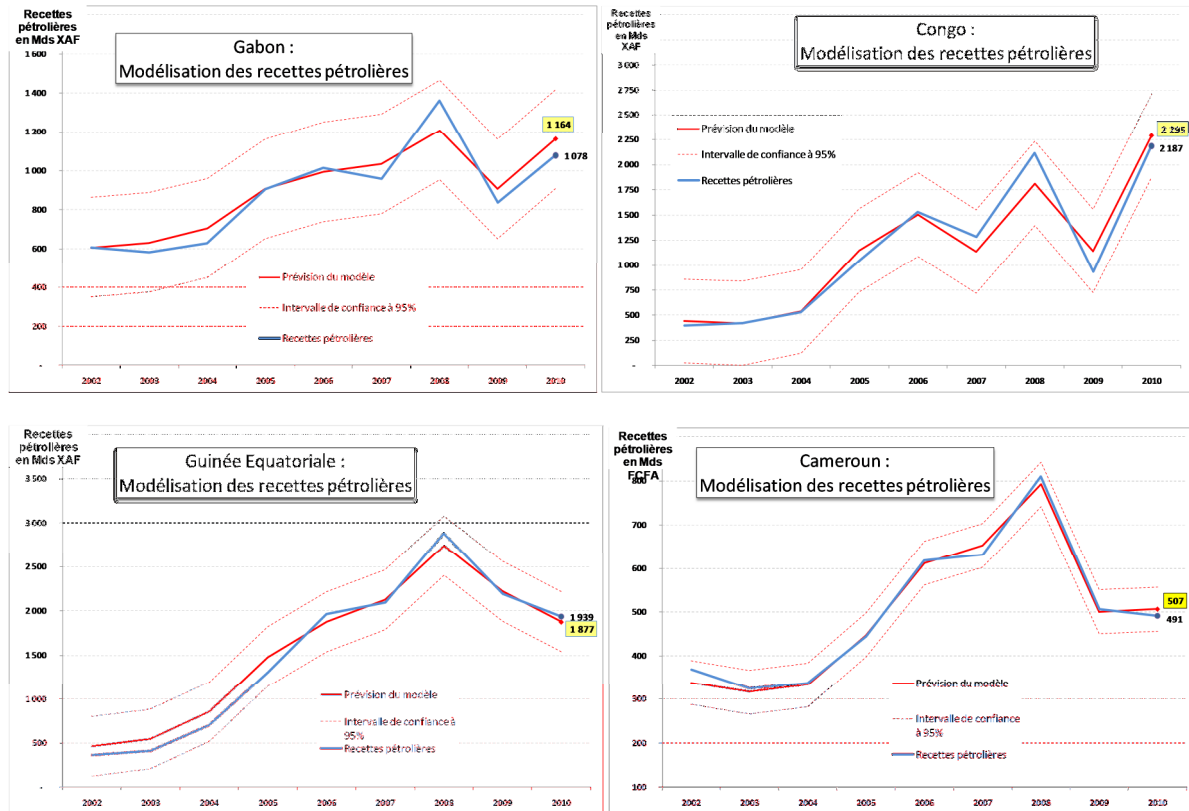 Recettes
pétrolières
en Mds XAF
Gabon :
Modélisation des recettes pétrolières
1 600
1 400
1 200
1 000
800
600
400
200
-
1 164
1 078
Prévision du modèle
Intervalle de confiance à 95%
Recettes pétrolières
2002 2003 2004 2005 2006 2007 2008 2009 2010
Recettes
pétrolières
en Mds
XAF
Congo :
Modélisation des recettes pétrolières
3 000
2 750
2 500
2 250
2 000
1 750
1 500
1 250
1 000
750
500
250
-
Prévision du modèle
Intervalle de confiance à 95%
Recettes pétrolières
2 295
2 187
2002 2003 2004 2005 2006 2007 2008 2009 2010
Recettes
pétrolières
en Mds XAF
Guinée Equatoriale :
Modélisation des recettes pétrolières
3 500
3 000
2 500
2 000
1 500
1 000
500
-
1 939
1 877
Prévision du modèle
Intervalle de confiance à
95%
Recettes pétrolières
2002 2003 2004 2005 2006 2007 2008 2009 2010
Recettes
pétrolières
en Mds
FCFA
Cameroun :
Modélisation des recettes pétrolières
800
700
600
500
400
300
200
100
507
491
Prévision du modèle
Intervalle de confiance
à 95%
Recettes pétrolières
2002 2003 2004 2005 2006 2007 2008 2009 2010